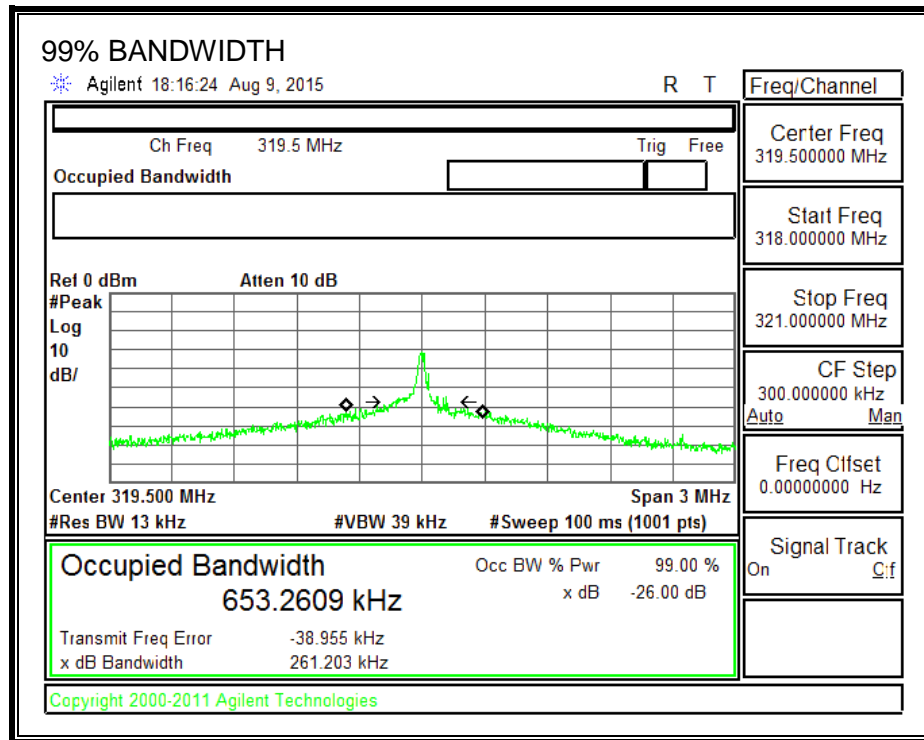 99% BANDWIDTH
Agilent 18:16:24 Aug 9, 2015 R T
Freq/Channel
Ch Freq 319.5 MHz Trig Free
Occupied Bandwidth
Center Freq
319.500000 MHz
Start Freq
318.000000 MHz
Ref 0 dBm Atten 10 dB
#Peak
Log
10
dB/
Stop Freq
321.000000 MHz
CF Step
300.000000 kHz
Auto Man
Center 319.500 MHz Span 3 MHz
#Res BW 13 kHz #VBW 39 kHz #Sweep 100 ms (1001 pts)
Freq Offset
0.00000000 Hz
Occupied Bandwidth
653.2609 kHz
Occ BW % Pwr 99.00 %
x dB -26.00 dB
Transmit Freq Error -38.955 kHz
x dB Bandwidth 261.203 kHz
Signal Track
On Off
Copyright 2000-2011 Agilent Technologies